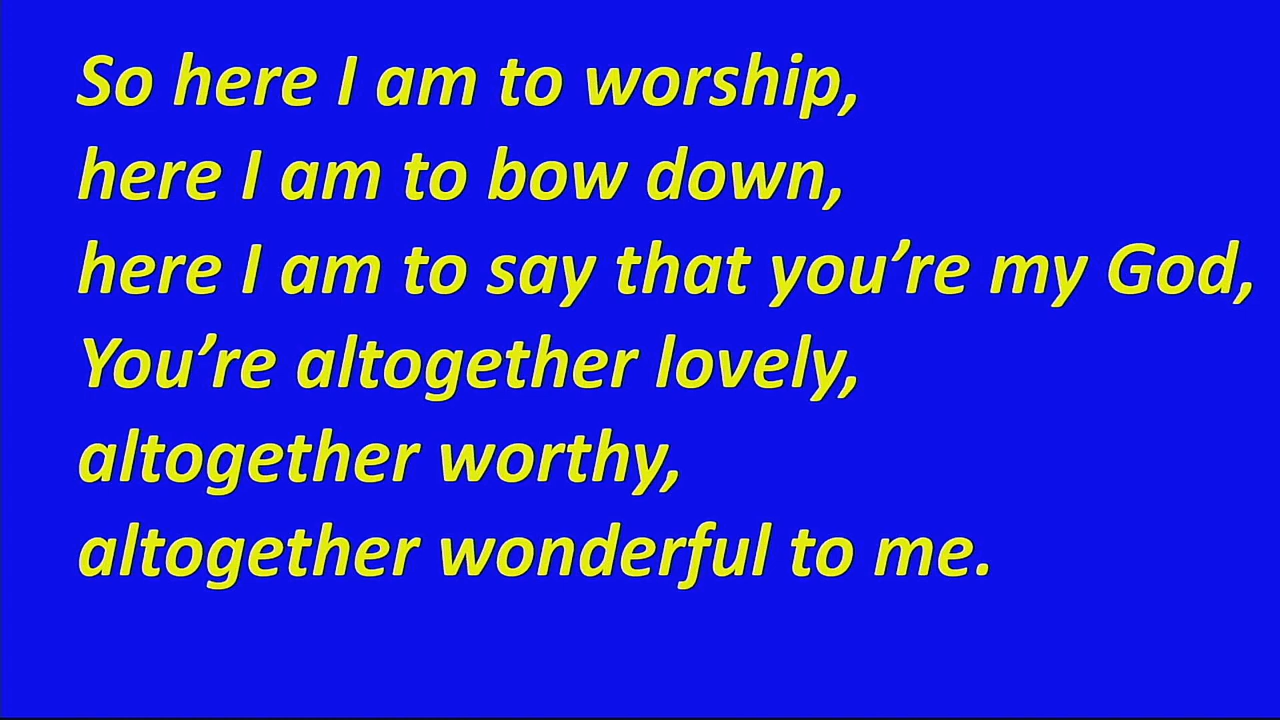 So here I am to worship,
here I am to bow down,
here I am to say that you’re my God,
You’re altogether lovely,
altogether worthy,
altogether wonderful to me.